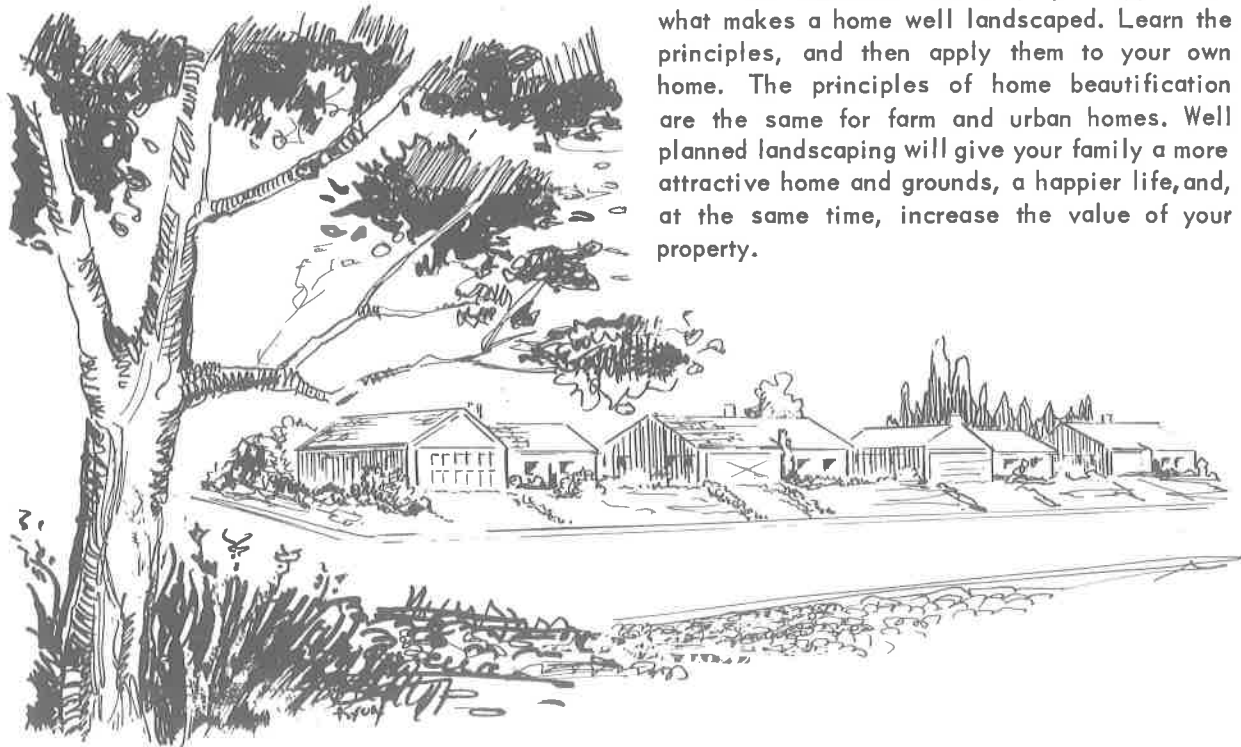 what makes a home well landscaped. Learn the
principles, and then apply them to your own
home. The principles of home beautification
are the same for farm and urban homes. Well
planned landscaping will give your family a more
attractive home and grounds, a happier life, and,
at the same time, increase the value of your
property.